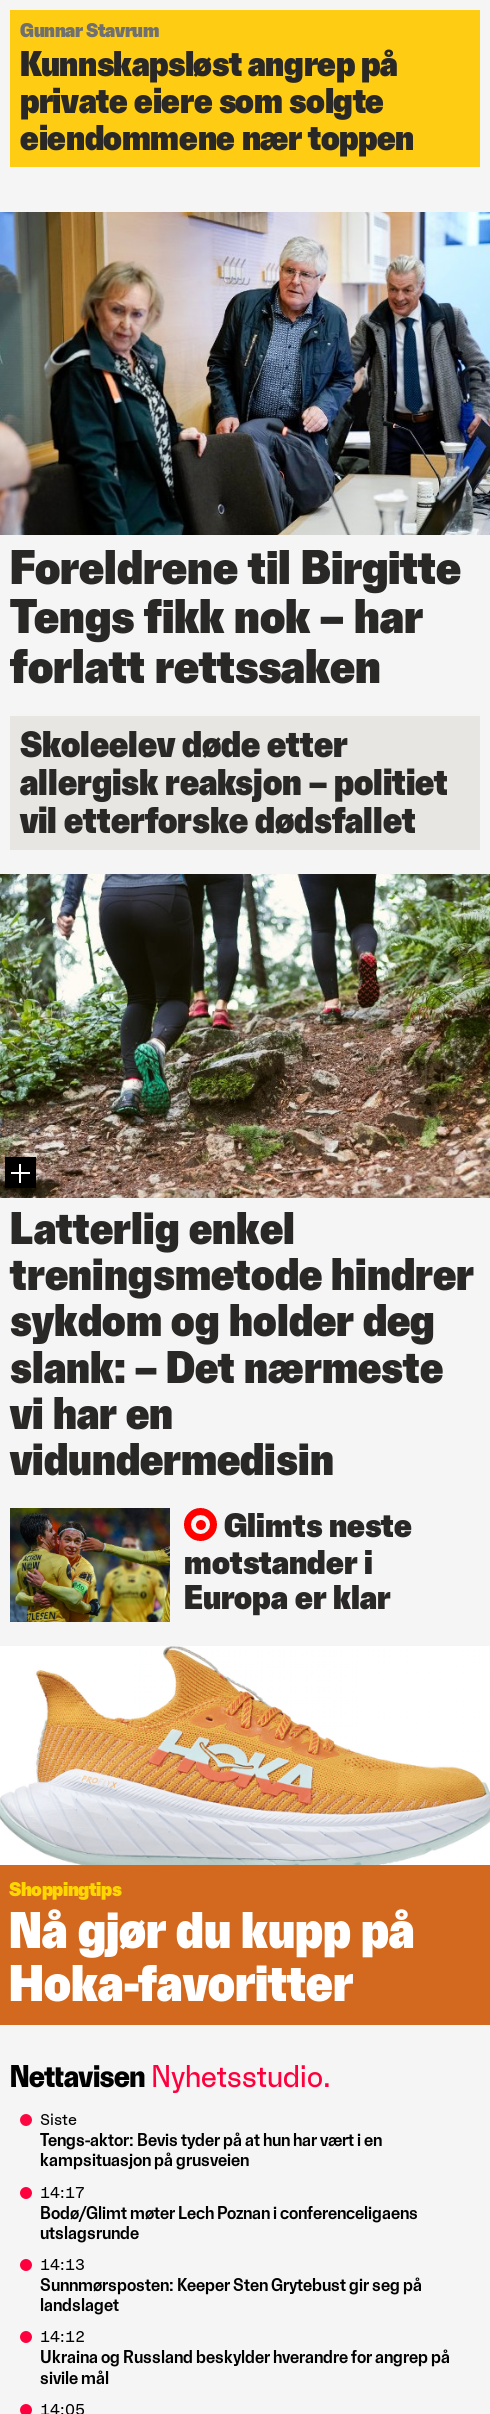 Gunnar Stavrum
Kunnskapsløst angrep på
private eiere som solgte
eiendommene nær toppen
Foreldrene til Birgitte
Tengs fikk nok – har
forlatt rettssaken
Skoleelev døde etter
allergisk reaksjon – politiet
vil etterforske dødsfallet
Latterlig enkel
treningsmetode hindrer
sykdom og holder deg
slank: – Det nærmeste
vi har en
vidundermedisin
Glimts neste
motstander i
Europa er klar
HOKA
Shoppingtips
Nå gjør du kupp på
Hoka-favoritter
Nettavisen Nyhetsstudio.
Siste
Tengs-aktor: Bevis tyder på at hun har vært i en
kampsituasjon på grusveien
14:17
Bodø/Glimt møter Lech Poznan i conferenceligaens
utslagsrunde
14:13
Sunnmørsposten: Keeper Sten Grytebust gir seg på
landslaget
14:12
Ukraina og Russland beskylder hverandre for angrep på
sivile mål
14:05